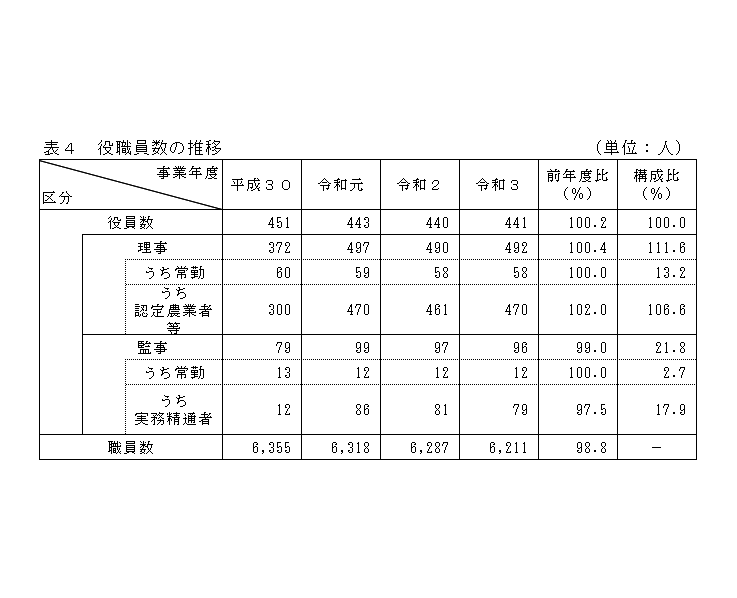 表４　役職員数の推移　（単位：人）
事業年度
区分　平成３０　令和元　令和２　令和３　前年度比（％）　構成比（％）
役員数　451　443　440　441　100.2　100.0
理事　372　497　490　492　100.4　111.6
うち常勤　60　59　58　58　100.0　13.2
うち
認定農業者　300　470　461　470　102.0　106.6
等
監事　79　99　97　96　99.0　21.8
うち常勤　13　12　12　12　100.0　2.7
うち
実務精通者　12　86　81　79　97.5　17.9
職員数　6,355　6,318　6,287　6,211　98.8　－